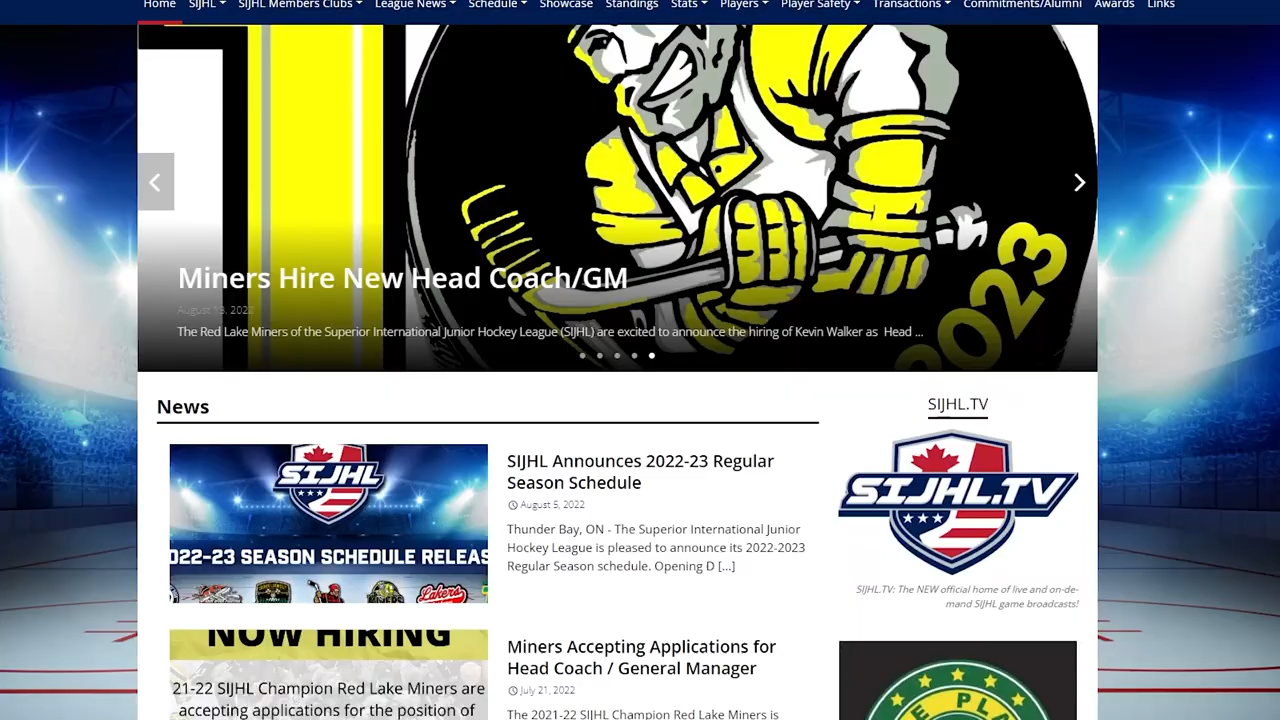 Home SIJHL SIJHL Members Clubs League News Schedule Showcase Standings Stats Players Player Safety Transactions Commitments/Alumni Awards Links
2023
Miners Hire New Head Coach/GM
August 13, 2022
The Red Lake Miners of the Superior International Junior Hockey League (SIJHL) are excited to announce the hiring of Kevin Walker as Head ...
News
SIJHL.TV
SIJHL
022-23 SEASON SCHEDULE RELEAS
Lakers
SIJHL Announces 2022-23 Regular
Season Schedule
August 5, 2022
Thunder Bay, ON - The Superior International Junior
Hockey League is pleased to announce its 2022-2023
Regular Season schedule. Opening D [...]
SIJHL.TV
SIJHL.TV: The NEW official home of live and on-de-
mand SIJHL game broadcasts!
NOW HIRING
21-22 SIJHL Champion Red Lake Miners are
accepting applications for the position of
Miners Accepting Applications for
Head Coach / General Manager
July 21, 2022
The 2021-22 SIJHL Champion Red Lake Miners is
E PLA